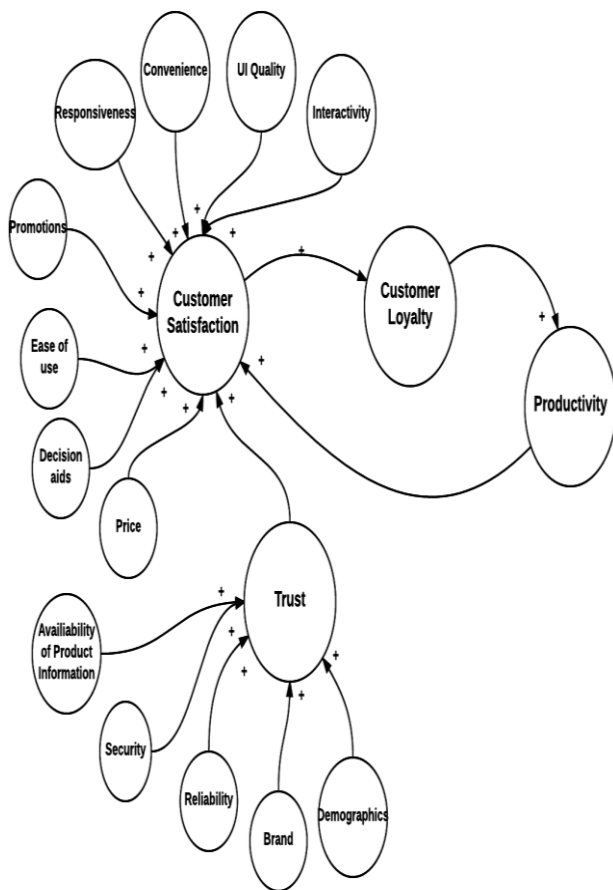 Convenience
UI Quality
Responsiveness
Interactivity
+
+
+
+
+
Promotions
+
Customer
Satisfaction
Customer
Loyalty
+
Ease of
use
+
+
Productivity
+
+
+
Decision
aids
Price
Trust
+
Availiability
of Product
Information
+
+
+
+
Security
Reliability
Brand
Demographics